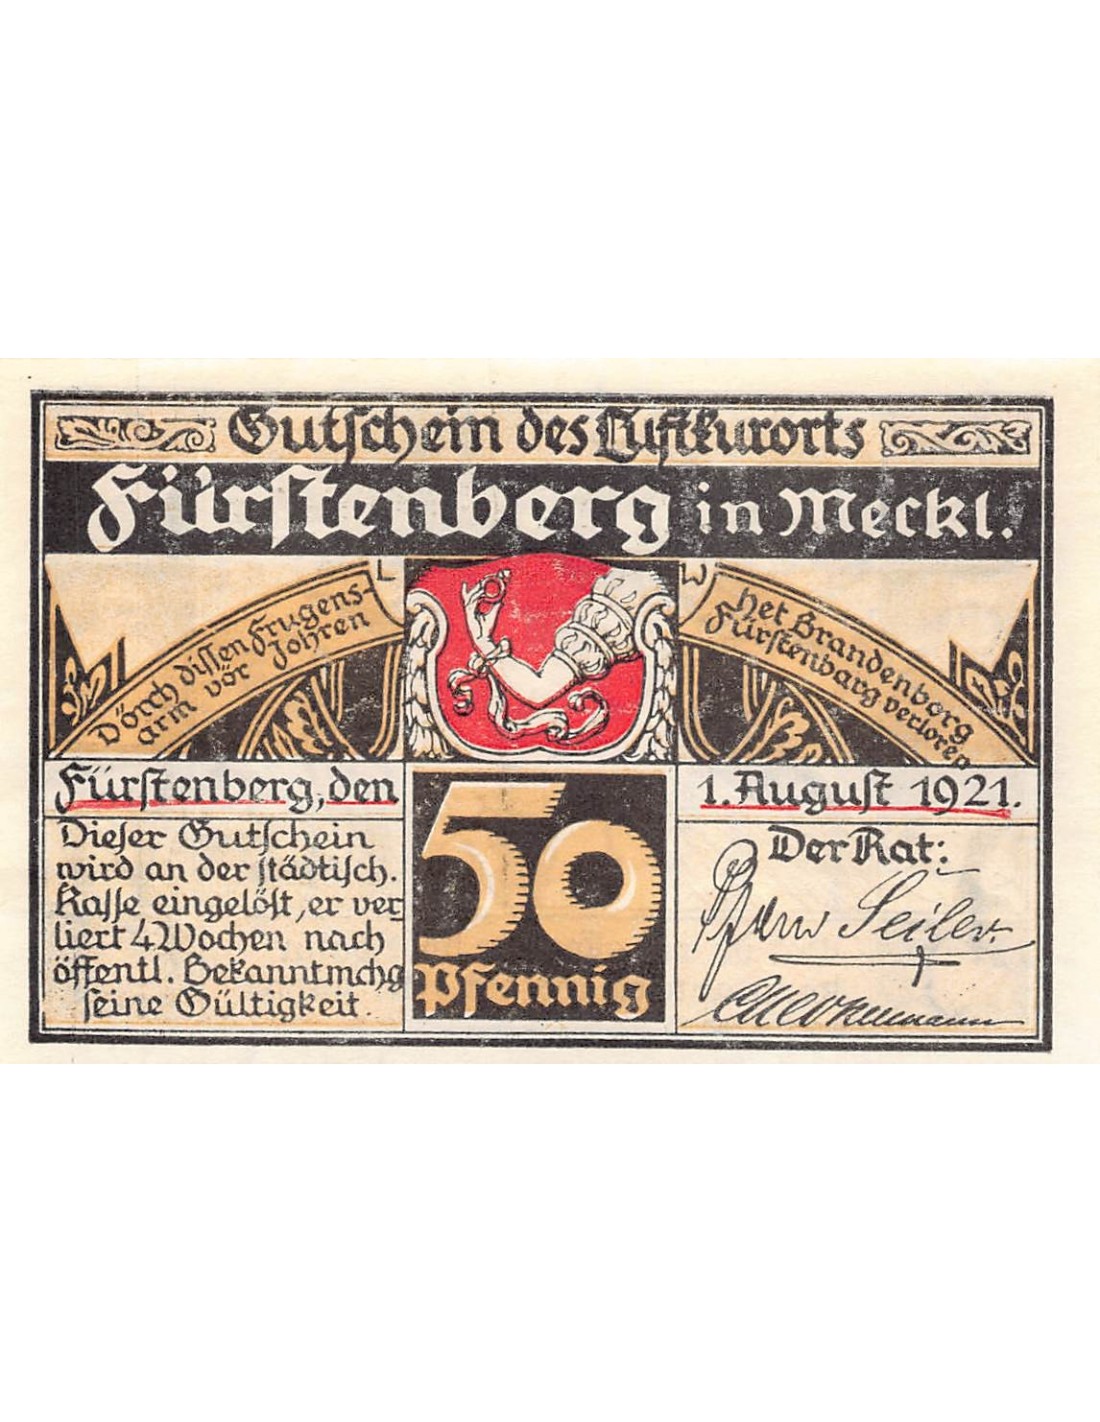 Gutschein des Luftkurorts
Fürstenberg in Meckl.
Dörch dissen Frugens-
arm vör Johren
het Brandenborg
Fürstenbarg verloren
Fürstenberg, den
1. August 1921.
Dieser Gutschein
wird an der städtisch.
Kasse eingelöst, er ver
liert 4 Wochen nach
öffentl. Bekanntmchg
seine Gültigkeit.
50
Pfennig
Der Rat:
Seiler